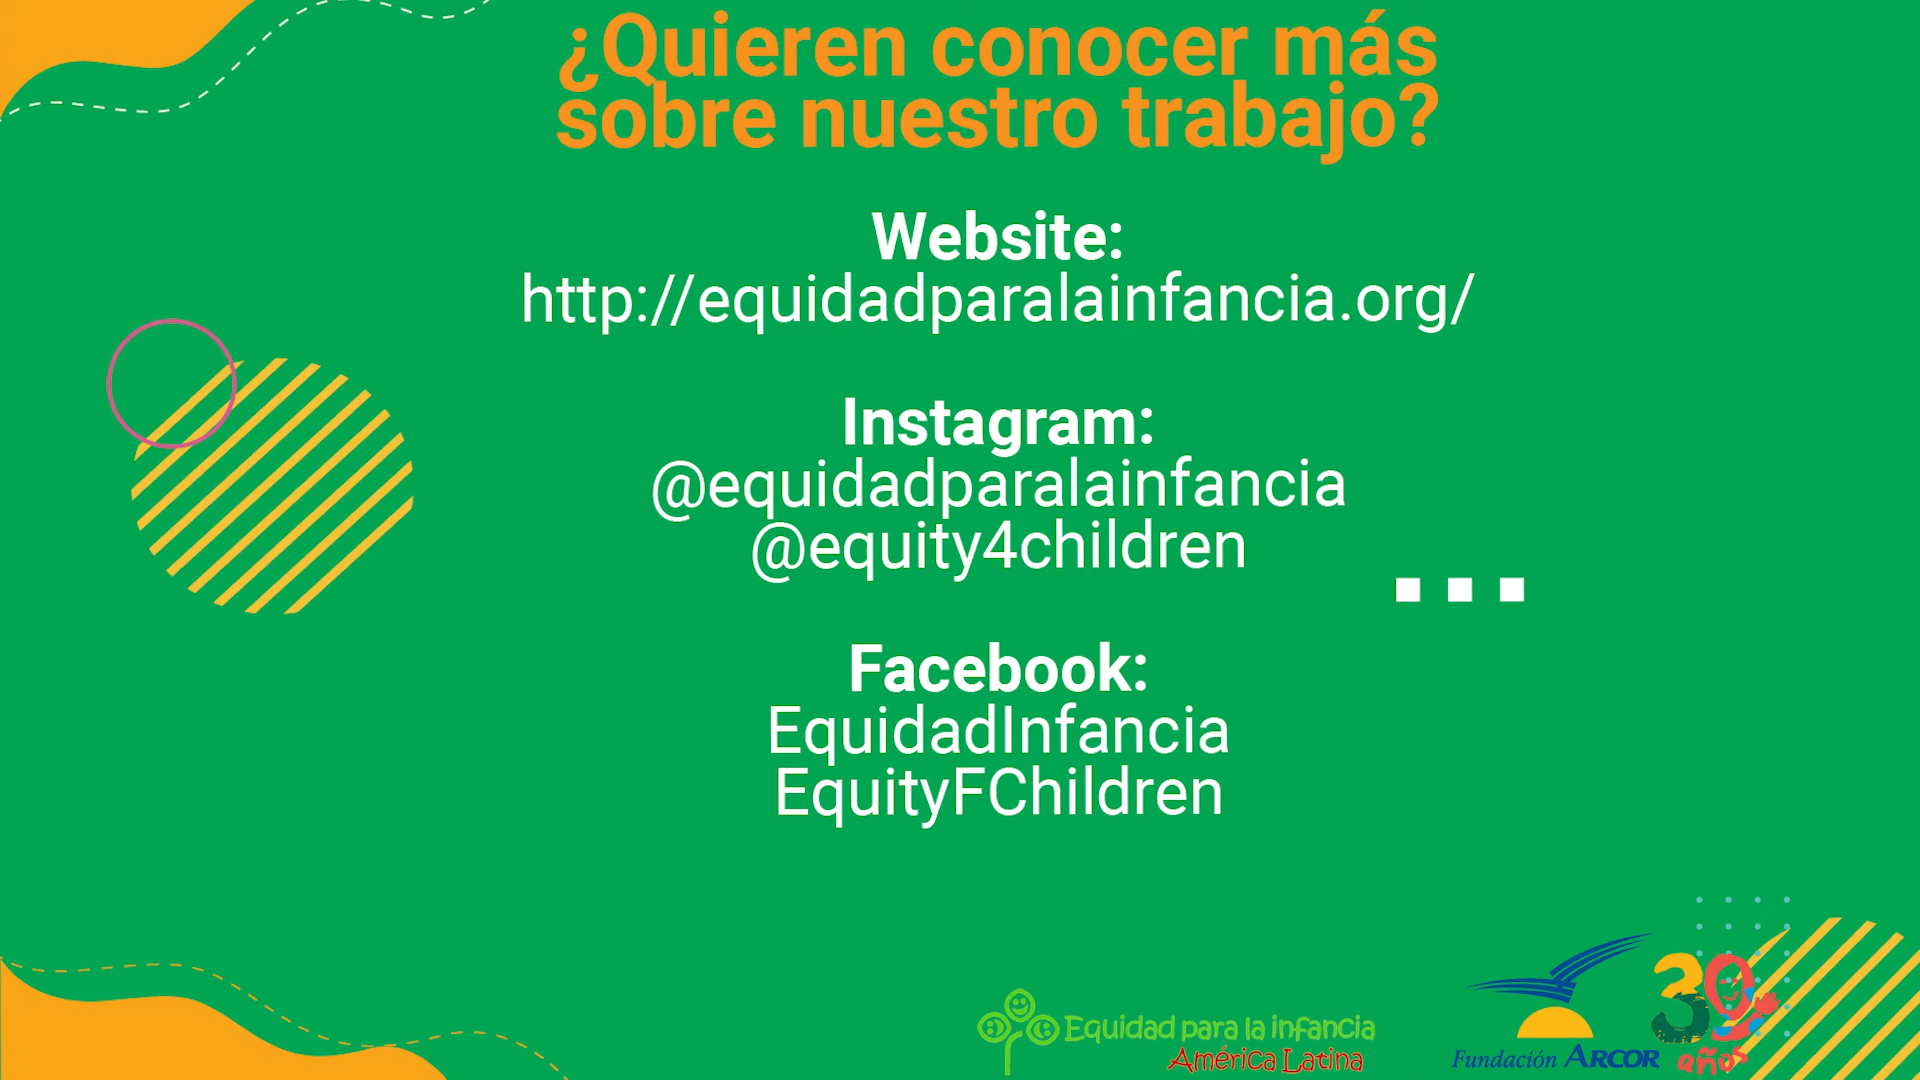 ¿Quieren conocer más
sobre nuestro trabajo?
Website:
http://equidadparalainfancia.org/
Instagram:
@equidadparalainfancia
@equity4children
Facebook:
EquidadInfancia
EquityFChildren
Equidad para la infancia
América Latina
Fundación ARCOR
30
años